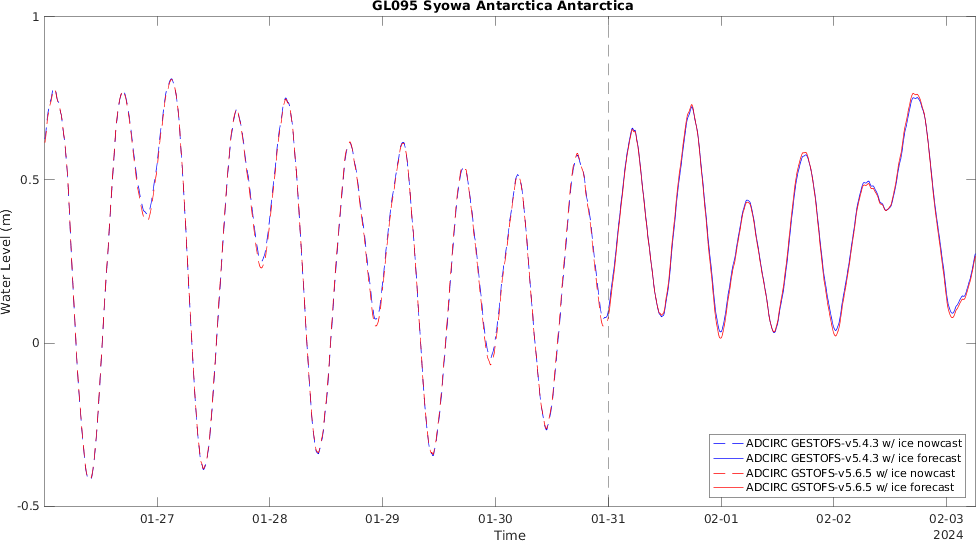 GL095 Syowa Antarctica Antarctica
1
0.5
0
-0.5
Water Level (m)
01-27
01-28
01-29
01-30
01-31
02-01
02-02
02-03
Time
2024
ADCIRC GESTOFS-v5.4.3 w/ ice nowcast
ADCIRC GESTOFS-v5.4.3 w/ ice forecast
ADCIRC GSTOFS-v5.6.5 w/ ice nowcast
ADCIRC GSTOFS-v5.6.5 w/ ice forecast